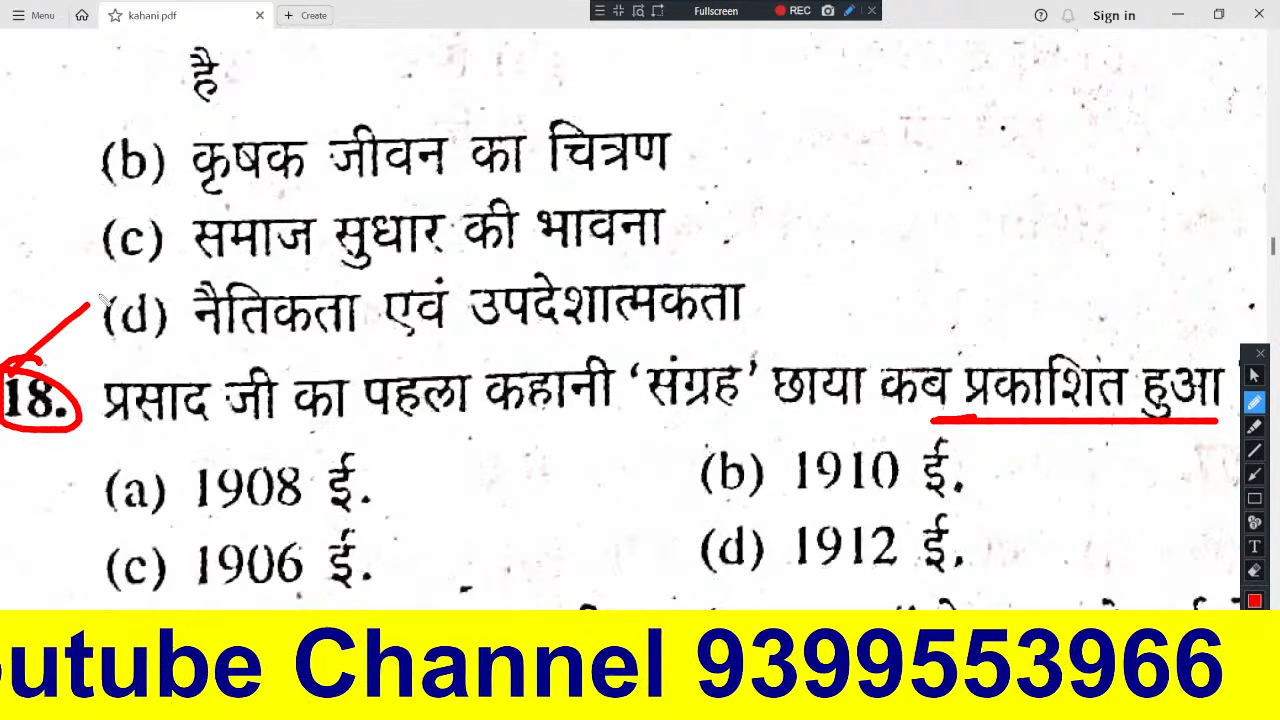 Menu
kahani.pdf
+ Create
Fullscreen
REC
Sign in
है
(b) कृषक जीवन का चित्रण
(c) समाज सुधार की भावना
(d) नैतिकता एवं उपदेशात्मकता
18. प्रसाद जी का पहला कहानी ‘संग्रह’ छाया कब प्रकाशित हुआ
(a) 1908 ई.
(b) 1910 ई.
(c) 1906 ई.
(d) 1912 ई.
T
outube Channel 9399553966